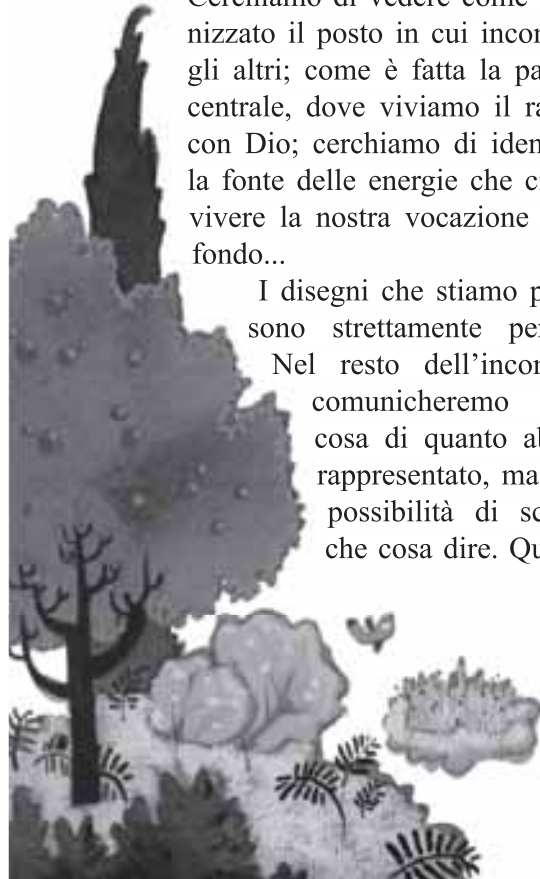 Cerchiamo di vedere come
nizzato il posto in cui incon
gli altri; come è fatta la pa
centrale, dove viviamo il ra
con Dio; cerchiamo di iden
la fonte delle energie che c
vivere la nostra vocazione
fondo...
I disegni che stiamo p
sono strettamente per
Nel resto dell’incon
comunicheremo
cosa di quanto ab
rappresentato, ma
possibilità di sc
che cosa dire. Qu